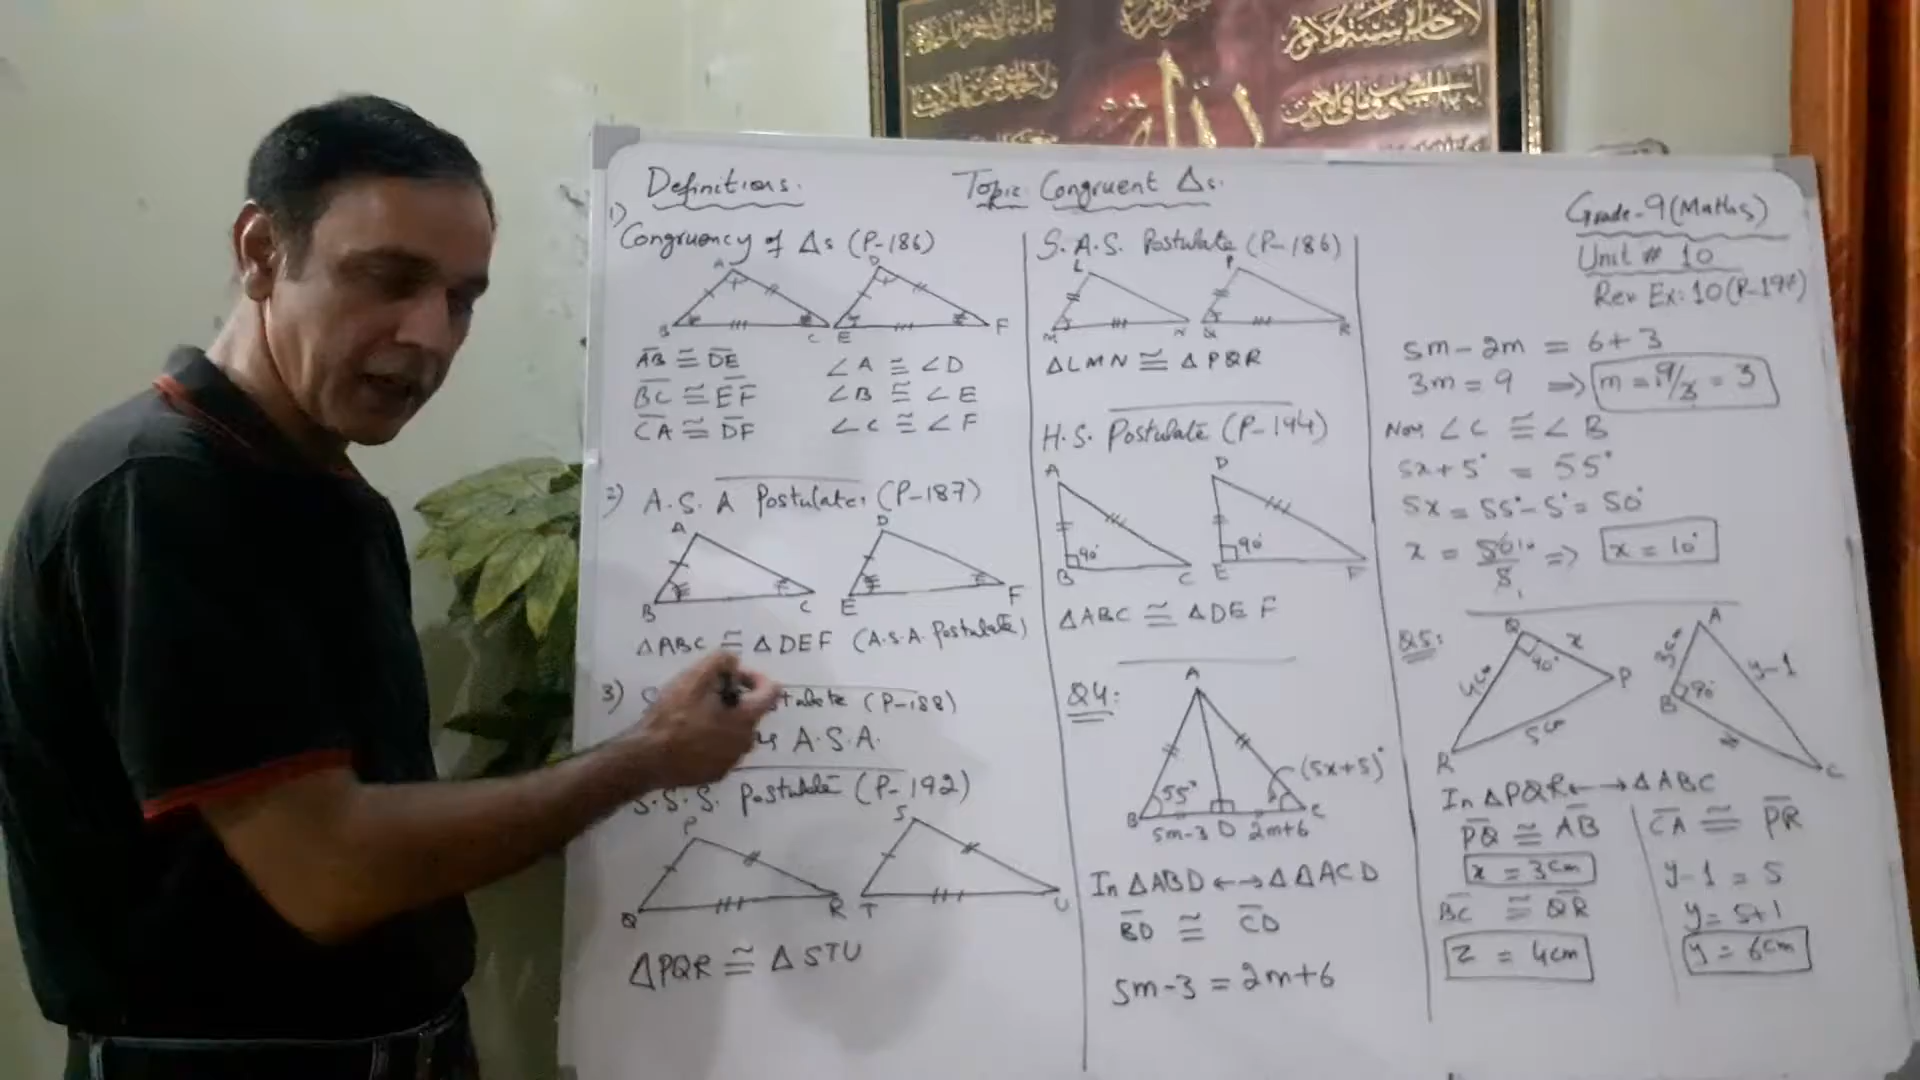 Definitions.
Topic: Congruent Δs.
Grade-9 (Maths)
Unit # 10
Rev Ex: 10 (P-197)
1)
Congruency of Δs (P-186)
A D
B C E F
AB ≅ DE
∠A ≅ ∠D
BC ≅ EF
∠B ≅ ∠E
CA ≅ DF
∠C ≅ ∠F
2) A.S.A Postulate: (P-187)
A D
B C E F
ΔABC ≅ ΔDEF (A.S.A. Postulate)
3)
(P-188)
A.S.A.
S.S.S. Postulate (P-192)
P S
Q R T U
ΔPQR ≅ ΔSTU
S.A.S. Postulate (P-186)
L P
M N Q R
ΔLMN ≅ ΔPQR
H.S. Postulate (P-194)
A D
90° 90°
B C E F
ΔABC ≅ ΔDEF
Q4:
A
(5x+5)°
55°
B D C
5m-3 2m+6
In ΔABD ↔ ΔΔACD
BD ≅ CD
5m-3 = 2m+6
5m-2m = 6+3
3m = 9 ⇒ m = 9/3 = 3
Now ∠C ≅ ∠B
5x+5° = 55°
5x = 55°-5° = 50°
⇒ x = 10°
Q5:
Q x
4cm 90° P
5cm
R
A
3cm y-1
90°
B C
In ΔPQR ↔ ΔABC
PQ ≅ AB
x = 3cm
BC ≅ QR
z = 4cm
CA ≅ PR
y-1 = 5
y = 5+1
y = 6cm